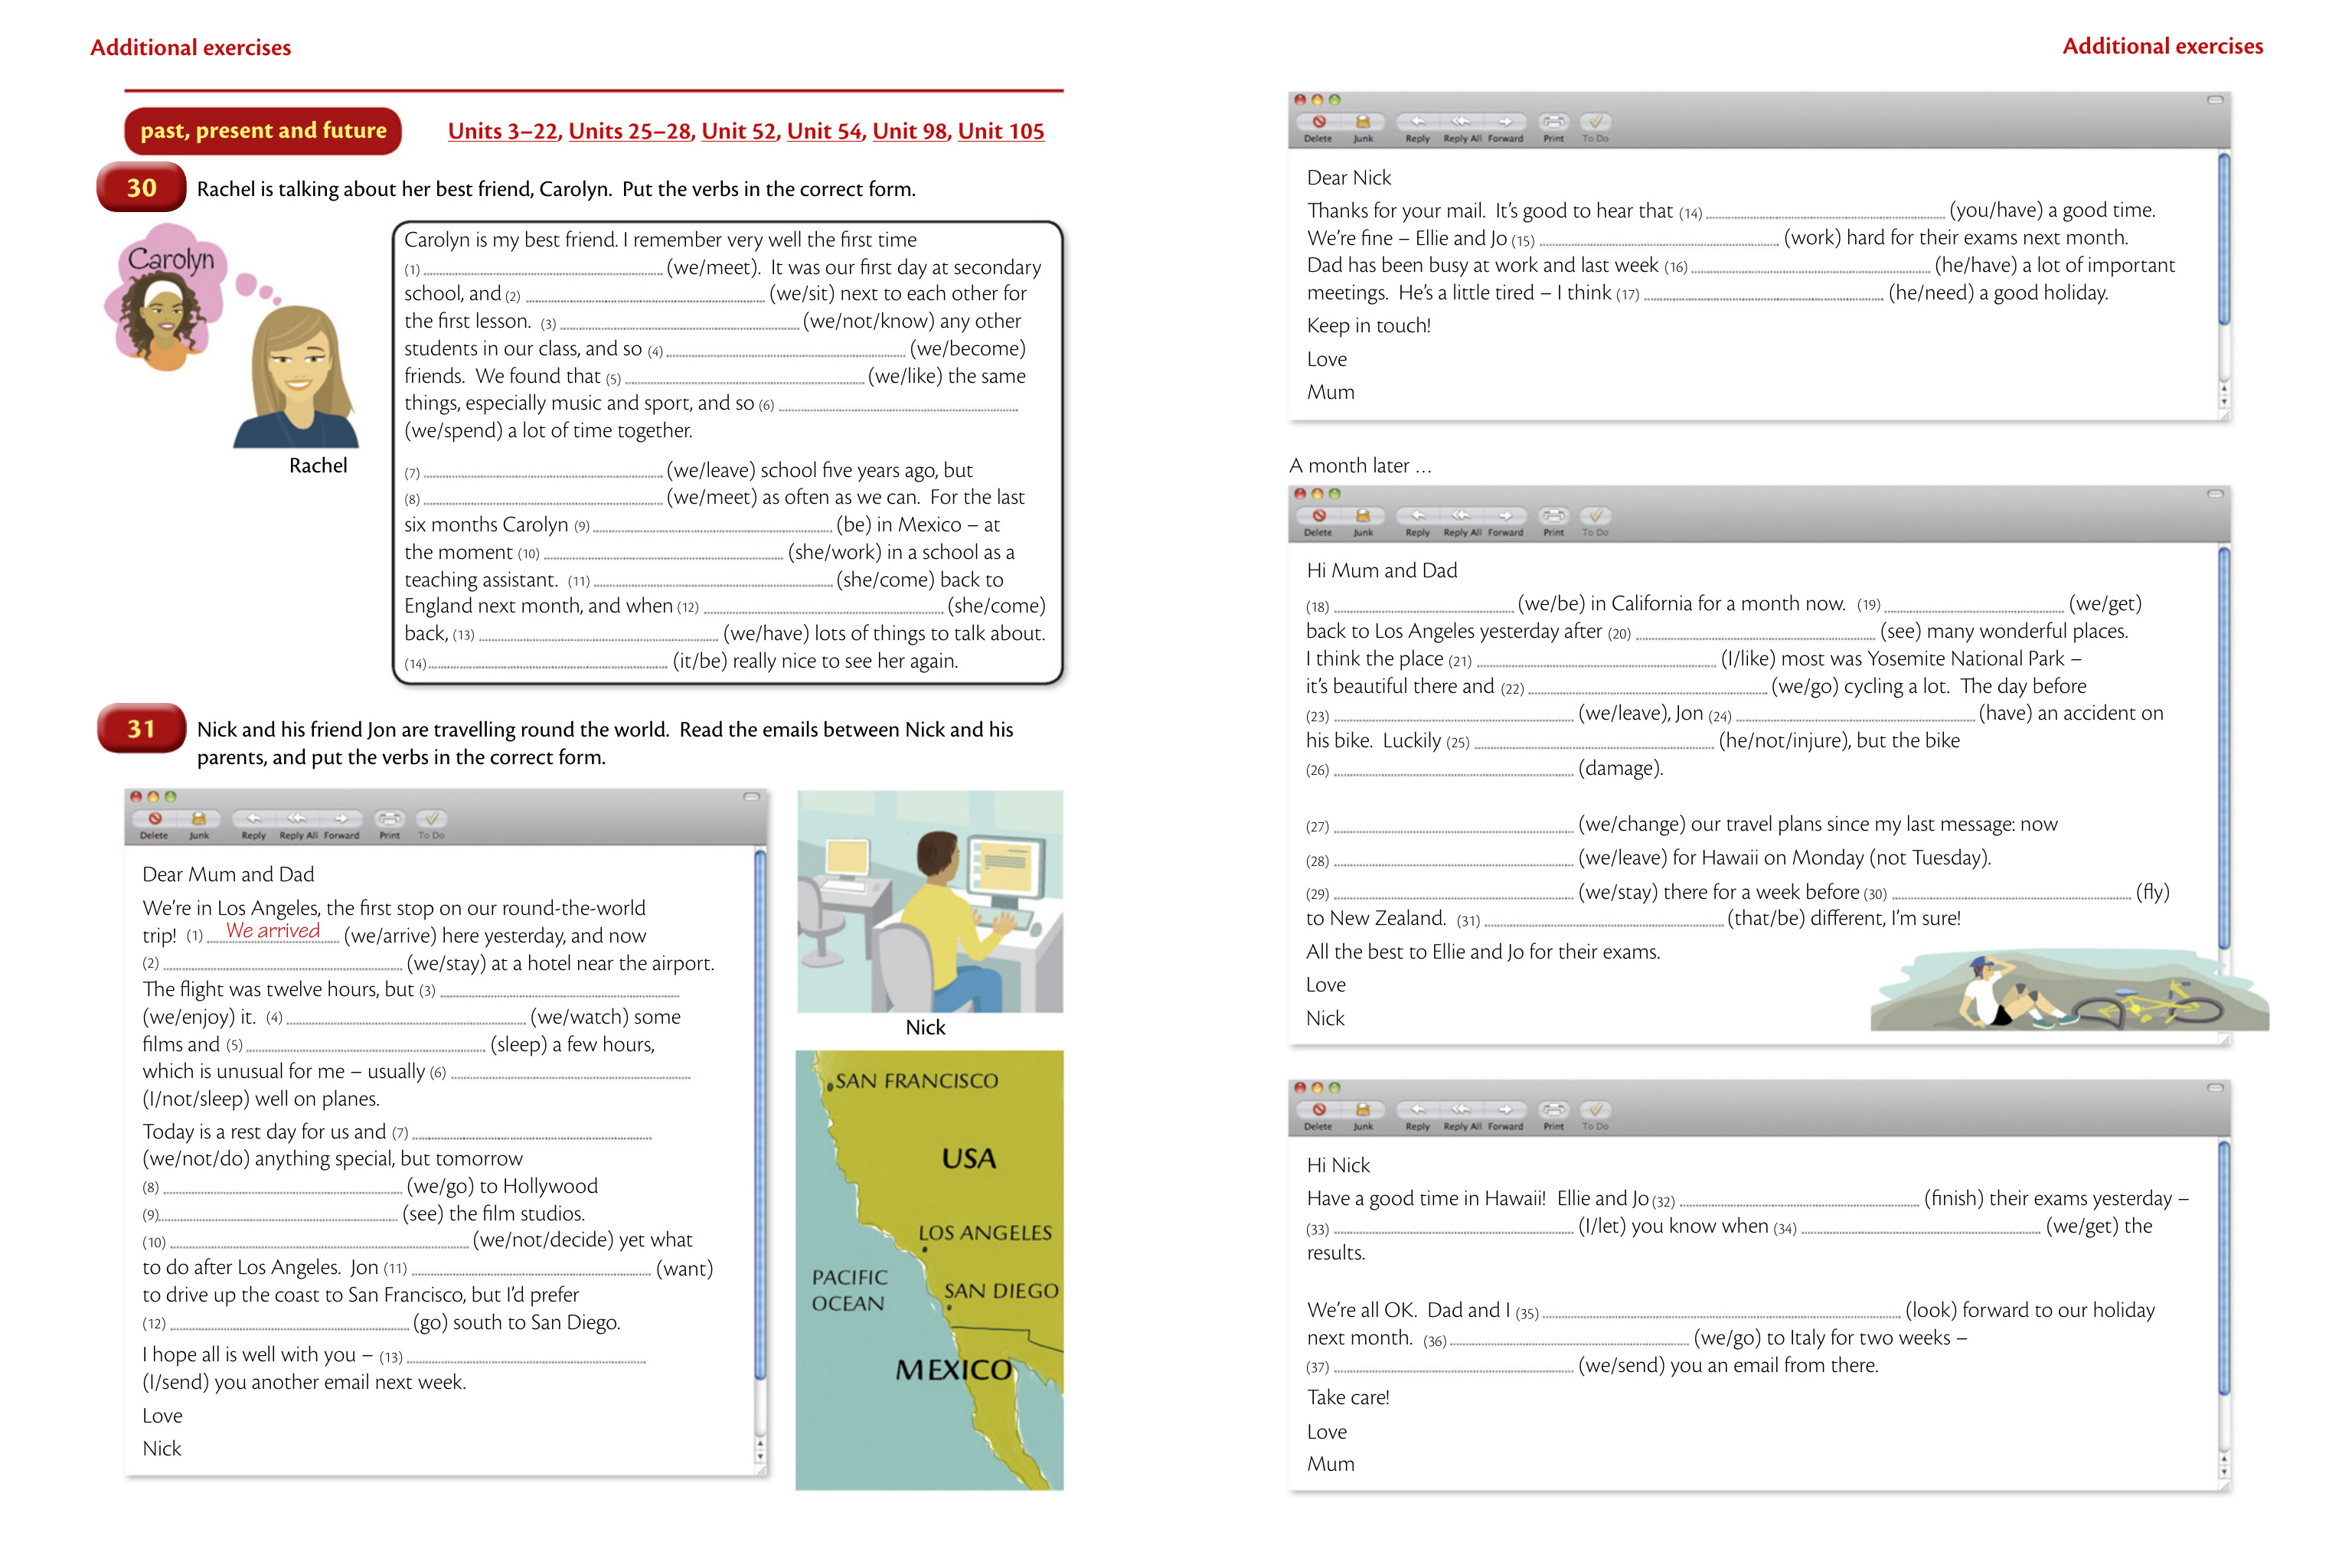 Additional exercises
past, present and future
Units 3–22, Units 25–28, Unit 52, Unit 54, Unit 98, Unit 105
30 Rachel is talking about her best friend, Carolyn. Put the verbs in the correct form.
Carolyn
Rachel
Carolyn is my best friend. I remember very well the first time
(1) (we/meet). It was our first day at secondary
school, and (2) (we/sit) next to each other for
the first lesson. (3) (we/not/know) any other
students in our class, and so (4) (we/become)
friends. We found that (5) (we/like) the same
things, especially music and sport, and so (6)
(we/spend) a lot of time together.
(7) (we/leave) school five years ago, but
(8) (we/meet) as often as we can. For the last
six months Carolyn (9) (be) in Mexico – at
the moment (10) (she/work) in a school as a
teaching assistant. (11) (she/come) back to
England next month, and when (12) (she/come)
back, (13) (we/have) lots of things to talk about.
(14) (it/be) really nice to see her again.
31 Nick and his friend Jon are travelling round the world. Read the emails between Nick and his
parents, and put the verbs in the correct form.
Delete Junk Reply Reply All Forward Print To Do
Dear Mum and Dad
We're in Los Angeles, the first stop on our round-the-world
trip! (1) We arrived (we/arrive) here yesterday, and now
(2) (we/stay) at a hotel near the airport.
The flight was twelve hours, but (3)
(we/enjoy) it. (4) (we/watch) some
films and (5) (sleep) a few hours,
which is unusual for me – usually (6)
(I/not/sleep) well on planes.
Today is a rest day for us and (7)
(we/not/do) anything special, but tomorrow
(8) (we/go) to Hollywood
(9) (see) the film studios.
(10) (we/not/decide) yet what
to do after Los Angeles. Jon (11) (want)
to drive up the coast to San Francisco, but I'd prefer
(12) (go) south to San Diego.
I hope all is well with you – (13)
(I/send) you another email next week.
Love
Nick
Nick
SAN FRANCISCO
USA
LOS ANGELES
PACIFIC
OCEAN
SAN DIEGO
MEXICO
Additional exercises
Delete Junk Reply Reply All Forward Print To Do
Dear Nick
Thanks for your mail. It's good to hear that (14) (you/have) a good time.
We're fine – Ellie and Jo (15) (work) hard for their exams next month.
Dad has been busy at work and last week (16) (he/have) a lot of important
meetings. He's a little tired – I think (17) (he/need) a good holiday.
Keep in touch!
Love
Mum
A month later …
Delete Junk Reply Reply All Forward Print To Do
Hi Mum and Dad
(18) (we/be) in California for a month now. (19) (we/get)
back to Los Angeles yesterday after (20) (see) many wonderful places.
I think the place (21) (I/like) most was Yosemite National Park –
it's beautiful there and (22) (we/go) cycling a lot. The day before
(23) (we/leave), Jon (24) (have) an accident on
his bike. Luckily (25) (he/not/injure), but the bike
(26) (damage).
(27) (we/change) our travel plans since my last message: now
(28) (we/leave) for Hawaii on Monday (not Tuesday).
(29) (we/stay) there for a week before (30) (fly)
to New Zealand. (31) (that/be) different, I'm sure!
All the best to Ellie and Jo for their exams.
Love
Nick
Delete Junk Reply Reply All Forward Print To Do
Hi Nick
Have a good time in Hawaii! Ellie and Jo (32) (finish) their exams yesterday –
(33) (I/let) you know when (34) (we/get) the
results.
We're all OK. Dad and I (35) (look) forward to our holiday
next month. (36) (we/go) to Italy for two weeks –
(37) (we/send) you an email from there.
Take care!
Love
Mum